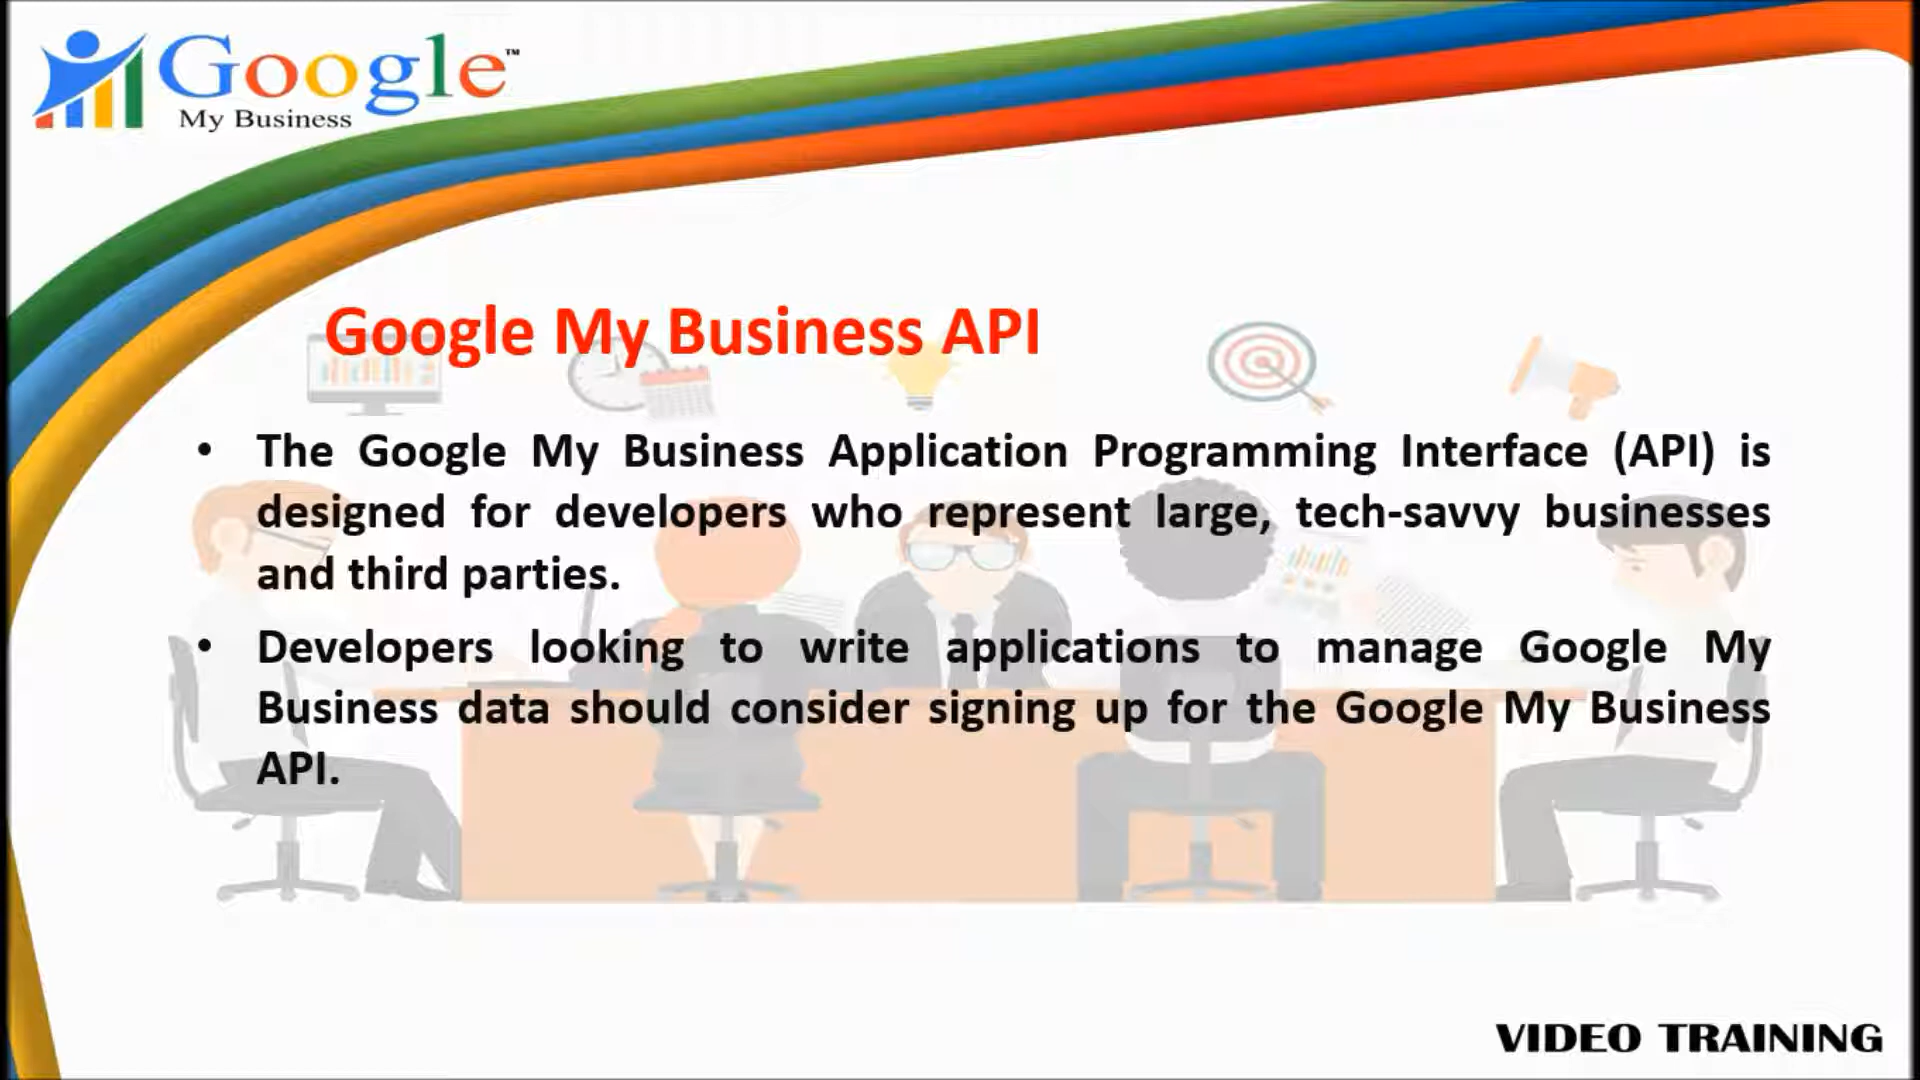 Google™
My Business
Google My Business API
• The Google My Business Application Programming Interface (API) is
designed for developers who represent large, tech-savvy businesses
and third parties.
• Developers looking to write applications to manage Google My
Business data should consider signing up for the Google My Business
API.
VIDEO TRAINING